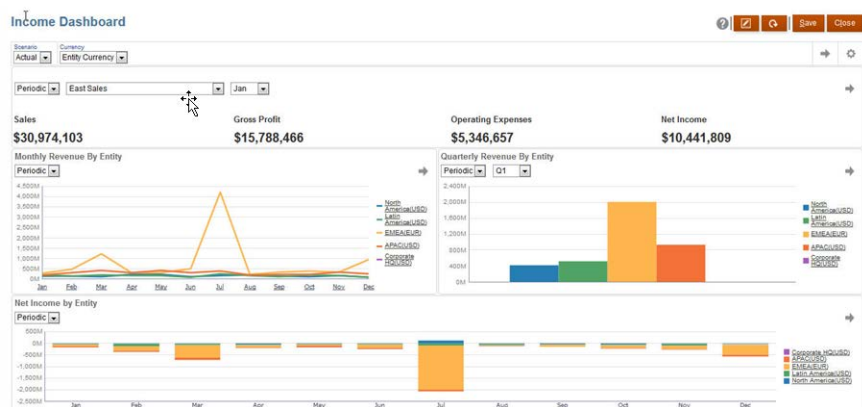 Income Dashboard
Save Close
Scenario Currency
Actual Entity Currency
Periodic East Sales Jan
Sales Gross Profit Operating Expenses Net Income
$30,974,103 $15,788,466 $5,346,657 $10,441,809
Monthly Revenue By Entity
Periodic
4,500M
4,000M
3,500M
3,000M
2,500M
2,000M
1,500M
1,000M
500M
0M
Jan Feb Mar Apr May Jun Jul Aug Sep Oct Nov Dec
North
America(USD)
Latin
America(USD)
EMEA(EUR)
APAC(USD)
Corporate
HQ(USD)
Quarterly Revenue By Entity
Periodic Q1
2,400M
2,000M
1,600M
1,200M
800M
400M
0M
North
America(USD)
Latin
America(USD)
EMEA(EUR)
APAC(USD)
Corporate
HQ(USD)
Net Income by Entity
Periodic
500M
0M
-500M
-1,000M
-1,500M
-2,000M
-2,500M
Jan Feb Mar Apr May Jun Jul Aug Sep Oct Nov Dec
Corporate HQ(USD)
APAC(USD)
EMEA(EUR)
Latin America(USD)
North America(USD)